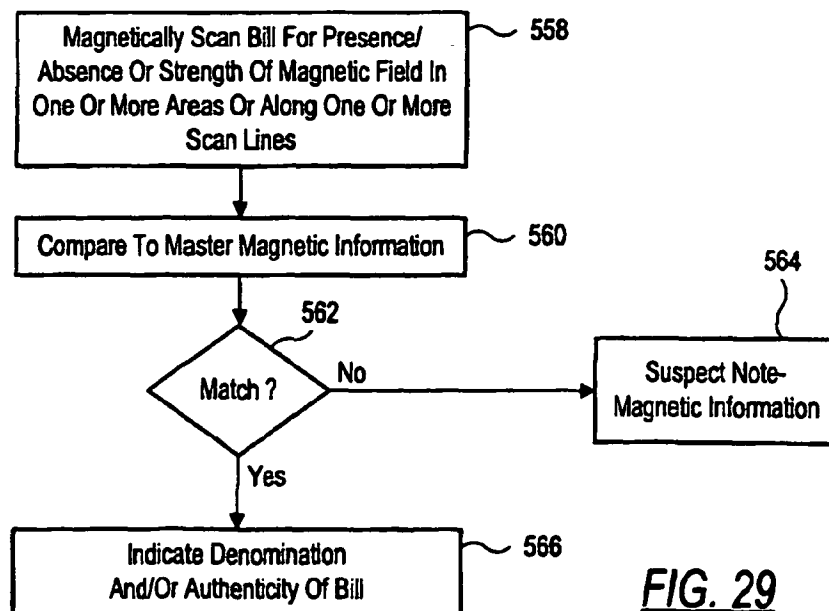 Magnetically Scan Bill For Presence/
Absence Or Strength Of Magnetic Field In
One Or More Areas Or Along One Or More
Scan Lines
558
Compare To Master Magnetic Information
560
562
Match ?
No
564
Suspect Note-
Magnetic Information
Yes
Indicate Denomination
And/Or Authenticity Of Bill
566
FIG. 29